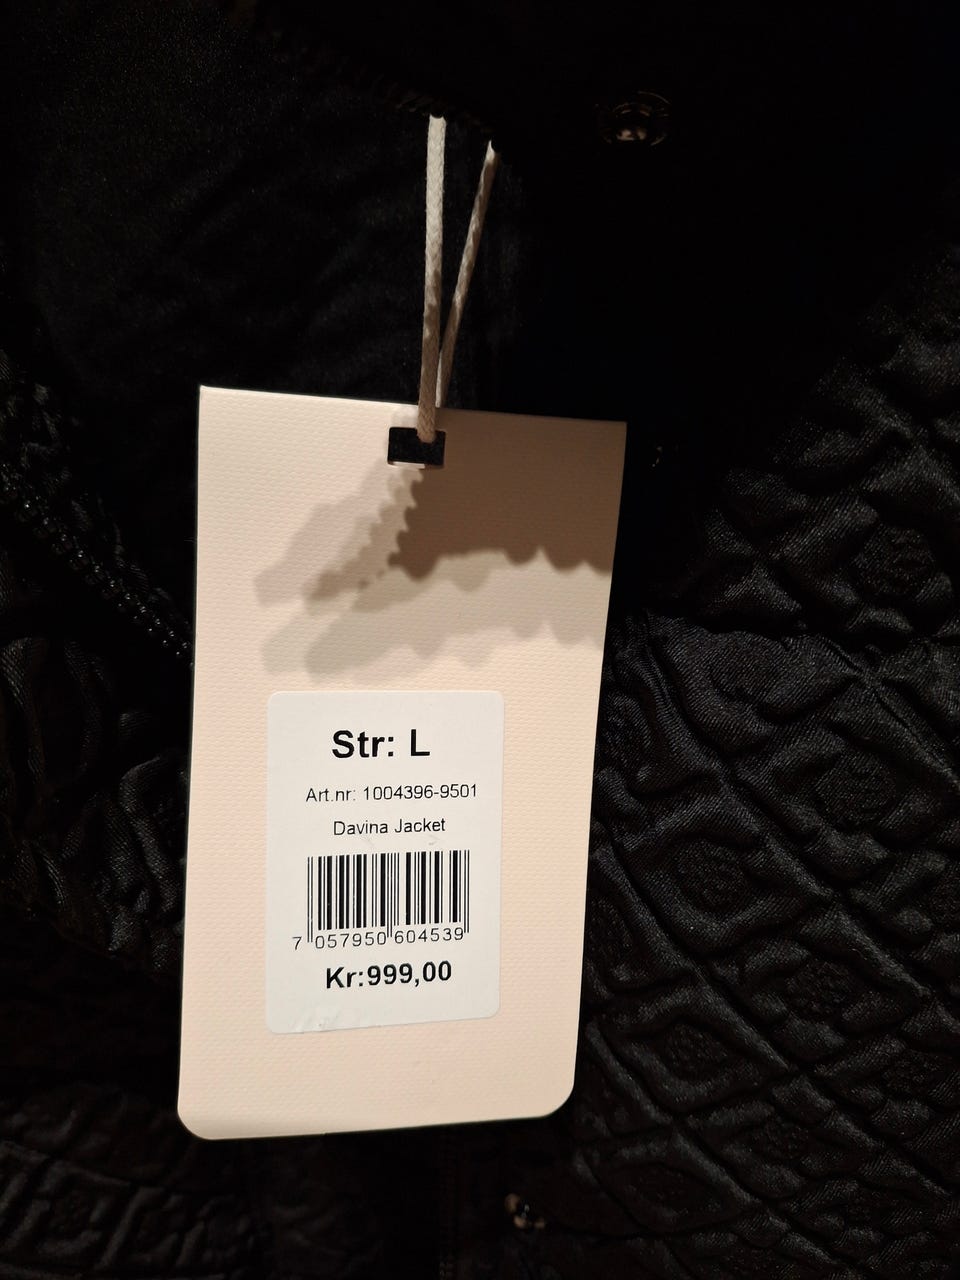 Str: L
Art.nr: 1004396-9501
Davina Jacket
7 057950 604539
Kr:999,00